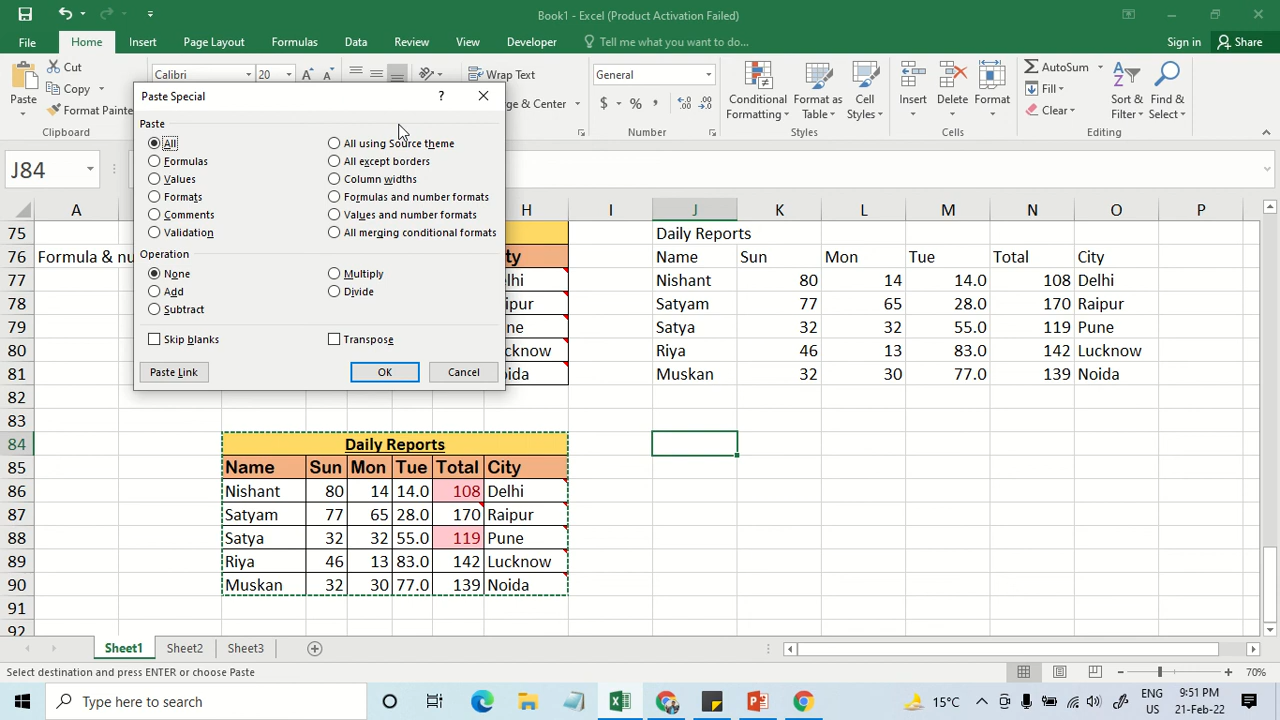 Book1 - Excel (Product Activation Failed)
File Home Insert Page Layout Formulas Data Review View Developer Tell me what you want to do... Sign in Share
Cut
Copy
Format Painter
Paste
Clipboard
Calibri 20
Wrap Text
& Center
General
$ % ,
Number
Conditional Formatting
Format as Table
Cell Styles
Styles
Insert Delete Format
Cells
AutoSum
Fill
Clear
Sort & Filter
Find & Select
Editing
J84
Paste Special ?
Paste
All
Formulas
Values
Formats
Comments
Validation
All using Source theme
All except borders
Column widths
Formulas and number formats
Values and number formats
All merging conditional formats
Operation
None
Add
Subtract
Multiply
Divide
Skip blanks
Transpose
Paste Link OK Cancel
A H I J K L M N O P
75 Daily Reports
76 Formula & nu ty Name Sun Mon Tue Total City
77 lhi Nishant 80 14 14.0 108 Delhi
78 ipur Satyam 77 65 28.0 170 Raipur
79 ne Satya 32 32 55.0 119 Pune
80 cknow Riya 46 13 83.0 142 Lucknow
81 ida Muskan 32 30 77.0 139 Noida
82
83
84 Daily Reports
85 Name Sun Mon Tue Total City
86 Nishant 80 14 14.0 108 Delhi
87 Satyam 77 65 28.0 170 Raipur
88 Satya 32 32 55.0 119 Pune
89 Riya 46 13 83.0 142 Lucknow
90 Muskan 32 30 77.0 139 Noida
91
92
Sheet1 Sheet2 Sheet3
Select destination and press ENTER or choose Paste
70%
Type here to search
15°C
ENG
US
9:51 PM
21-Feb-22